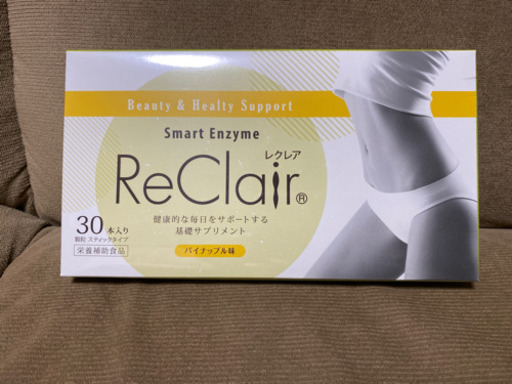 Beauty & Healty Support
Smart Enzyme
レクレア
ReClair®
健康的な毎日をサポートする
基礎サプリメント
30本入り
顆粒 スティックタイプ
栄養補助食品
パイナップル味